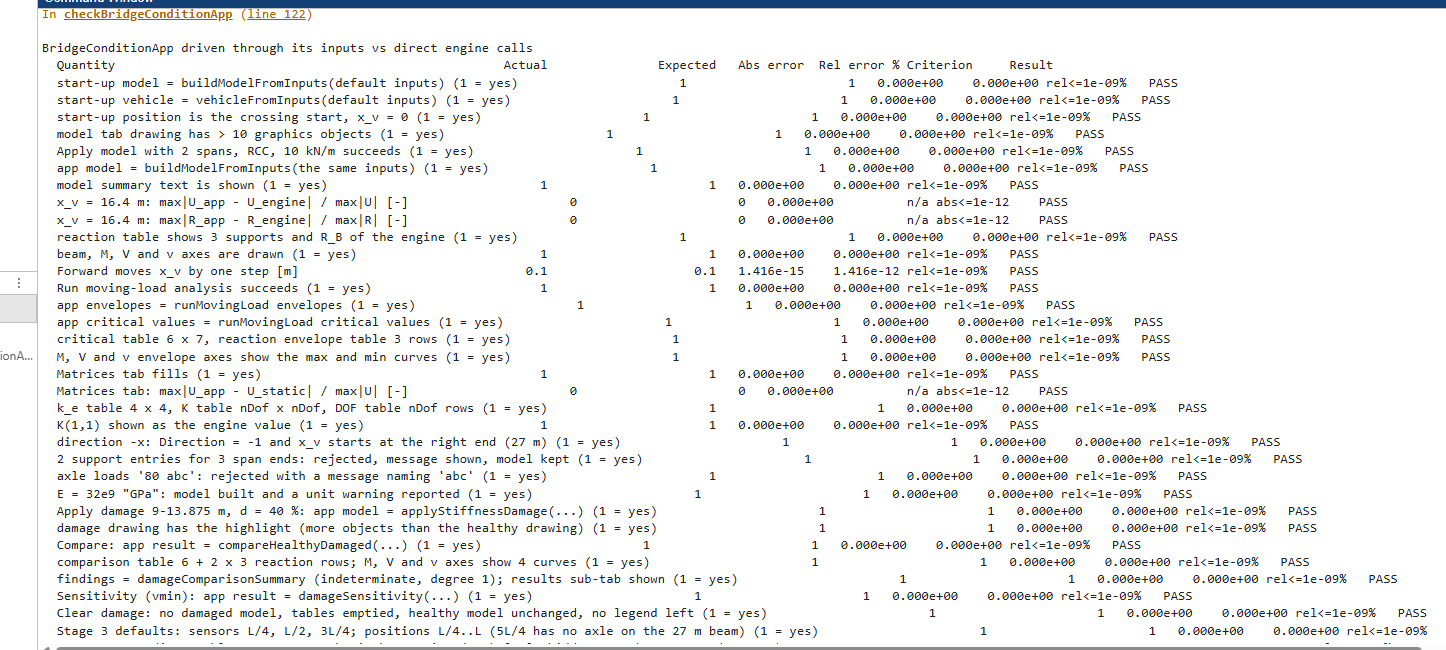 In checkBridgeConditionApp (line 122)
BridgeConditionApp driven through its inputs vs direct engine calls
Quantity Actual Expected Abs error Rel error % Criterion Result
start-up model = buildModelFromInputs(default inputs) (1 = yes) 1 1 0.000e+00 0.000e+00 rel<=1e-09% PASS
start-up vehicle = vehicleFromInputs(default inputs) (1 = yes) 1 1 0.000e+00 0.000e+00 rel<=1e-09% PASS
start-up position is the crossing start, x_v = 0 (1 = yes) 1 1 0.000e+00 0.000e+00 rel<=1e-09% PASS
model tab drawing has > 10 graphics objects (1 = yes) 1 1 0.000e+00 0.000e+00 rel<=1e-09% PASS
Apply model with 2 spans, RCC, 10 kN/m succeeds (1 = yes) 1 1 0.000e+00 0.000e+00 rel<=1e-09% PASS
app model = buildModelFromInputs(the same inputs) (1 = yes) 1 1 0.000e+00 0.000e+00 rel<=1e-09% PASS
model summary text is shown (1 = yes) 1 1 0.000e+00 0.000e+00 rel<=1e-09% PASS
x_v = 16.4 m: max|U_app - U_engine| / max|U| [-] 0 0 0.000e+00 n/a abs<=1e-12 PASS
x_v = 16.4 m: max|R_app - R_engine| / max|R| [-] 0 0 0.000e+00 n/a abs<=1e-12 PASS
reaction table shows 3 supports and R_B of the engine (1 = yes) 1 1 0.000e+00 0.000e+00 rel<=1e-09% PASS
beam, M, V and v axes are drawn (1 = yes) 1 1 0.000e+00 0.000e+00 rel<=1e-09% PASS
Forward moves x_v by one step [m] 0.1 0.1 1.416e-15 1.416e-12 rel<=1e-09% PASS
Run moving-load analysis succeeds (1 = yes) 1 1 0.000e+00 0.000e+00 rel<=1e-09% PASS
app envelopes = runMovingLoad envelopes (1 = yes) 1 1 0.000e+00 0.000e+00 rel<=1e-09% PASS
app critical values = runMovingLoad critical values (1 = yes) 1 1 0.000e+00 0.000e+00 rel<=1e-09% PASS
critical table 6 x 7, reaction envelope table 3 rows (1 = yes) 1 1 0.000e+00 0.000e+00 rel<=1e-09% PASS
M, V and v envelope axes show the max and min curves (1 = yes) 1 1 0.000e+00 0.000e+00 rel<=1e-09% PASS
Matrices tab fills (1 = yes) 1 1 0.000e+00 0.000e+00 rel<=1e-09% PASS
Matrices tab: max|U_app - U_static| / max|U| [-] 0 0 0.000e+00 n/a abs<=1e-12 PASS
k_e table 4 x 4, K table nDof x nDof, DOF table nDof rows (1 = yes) 1 1 0.000e+00 0.000e+00 rel<=1e-09% PASS
K(1,1) shown as the engine value (1 = yes) 1 1 0.000e+00 0.000e+00 rel<=1e-09% PASS
direction -x: Direction = -1 and x_v starts at the right end (27 m) (1 = yes) 1 1 0.000e+00 0.000e+00 rel<=1e-09% PASS
2 support entries for 3 span ends: rejected, message shown, model kept (1 = yes) 1 1 0.000e+00 0.000e+00 rel<=1e-09% PASS
axle loads '80 abc': rejected with a message naming 'abc' (1 = yes) 1 1 0.000e+00 0.000e+00 rel<=1e-09% PASS
E = 32e9 "GPa": model built and a unit warning reported (1 = yes) 1 1 0.000e+00 0.000e+00 rel<=1e-09% PASS
Apply damage 9-13.875 m, d = 40 %: app model = applyStiffnessDamage(...) (1 = yes) 1 1 0.000e+00 0.000e+00 rel<=1e-09% PASS
damage drawing has the highlight (more objects than the healthy drawing) (1 = yes) 1 1 0.000e+00 0.000e+00 rel<=1e-09% PASS
ionA...
Compare: app result = compareHealthyDamaged(...) (1 = yes) 1 1 0.000e+00 0.000e+00 rel<=1e-09% PASS
comparison table 6 + 2 x 3 reaction rows; M, V and v axes show 4 curves (1 = yes) 1 1 0.000e+00 0.000e+00 rel<=1e-09% PASS
findings = damageComparisonSummary (indeterminate, degree 1); results sub-tab shown (1 = yes) 1 1 0.000e+00 0.000e+00 rel<=1e-09% PASS
Sensitivity (vmin): app result = damageSensitivity(...) (1 = yes) 1 1 0.000e+00 0.000e+00 rel<=1e-09% PASS
Clear damage: no damaged model, tables emptied, healthy model unchanged, no legend left (1 = yes) 1 1 0.000e+00 0.000e+00 rel<=1e-09% PASS
Stage 3 defaults: sensors L/4, L/2, 3L/4; positions L/4..L (5L/4 has no axle on the 27 m beam) (1 = yes) 1 1 0.000e+00 0.000e+00 rel<=1e-09%